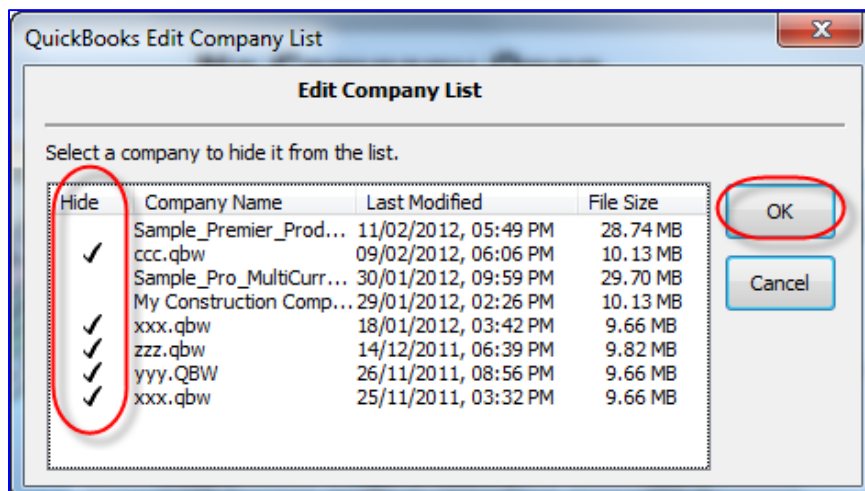 QuickBooks Edit Company List
Edit Company List
Select a company to hide it from the list.
Hide Company Name Last Modified File Size
Sample_Premier_Prod... 11/02/2012, 05:49 PM 28.74 MB
✓ ccc.qbw 09/02/2012, 06:06 PM 10.13 MB
Sample_Pro_MultiCurr... 30/01/2012, 09:59 PM 29.70 MB
My Construction Comp... 29/01/2012, 02:26 PM 10.13 MB
✓ xxx.qbw 18/01/2012, 03:42 PM 9.66 MB
✓ zzz.qbw 14/12/2011, 06:39 PM 9.82 MB
✓ yyy.QBW 26/11/2011, 08:56 PM 9.66 MB
✓ xxx.qbw 25/11/2011, 03:32 PM 9.66 MB
OK
Cancel